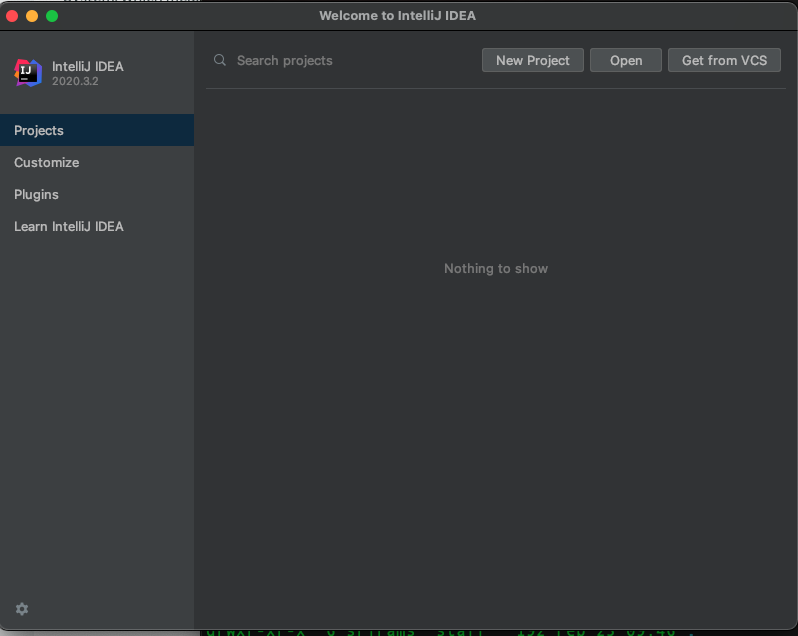 Welcome to IntelliJ IDEA
IJ
IntelliJ IDEA
2020.3.2
Search projects
New Project
Open
Get from VCS
Projects
Customize
Plugins
Learn IntelliJ IDEA
Nothing to show